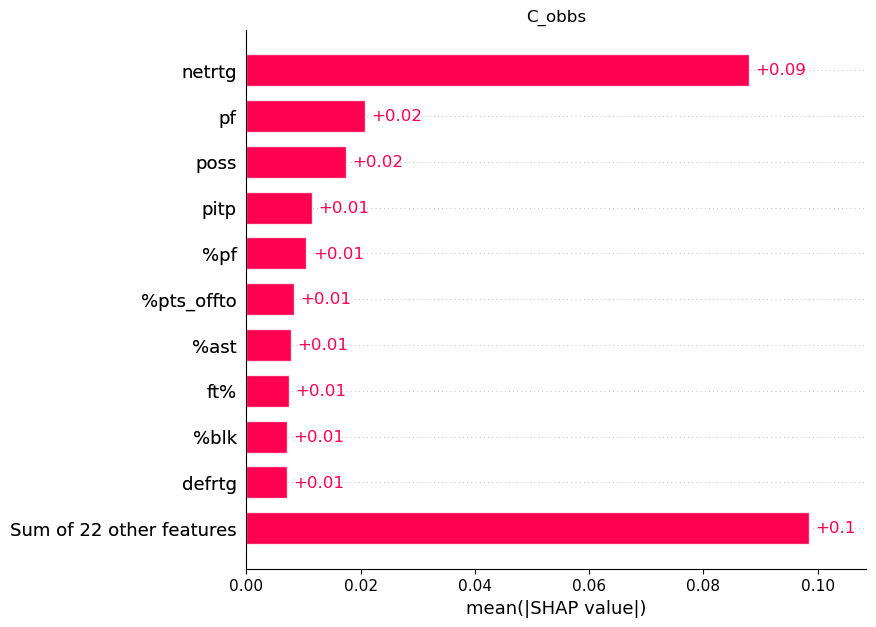 C_obbs
netrtg +0.09
pf +0.02
poss +0.02
pitp +0.01
%pf +0.01
%pts_offto +0.01
%ast +0.01
ft% +0.01
%blk +0.01
defrtg +0.01
Sum of 22 other features +0.1
0.00 0.02 0.04 0.06 0.08 0.10
mean(|SHAP value|)